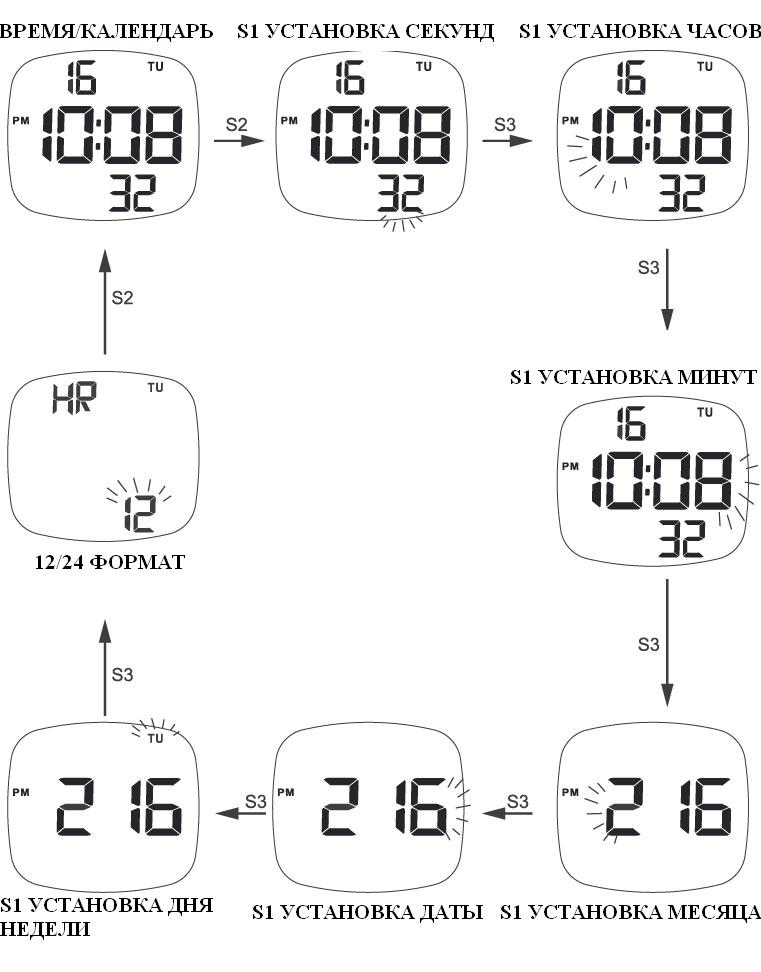 ВРЕМЯ/КАЛЕНДАРЬ
S1 УСТАНОВКА СЕКУНД
S1 УСТАНОВКА ЧАСОВ
16 TU
PM 10:08
32
S2
16 TU
PM 10:08
32
S3
16 TU
PM 10:08
32
S3
S1 УСТАНОВКА МИНУТ
16 TU
PM 10:08
32
S3
PM 2 16
S1 УСТАНОВКА МЕСЯЦА
S3
PM 2 16
S1 УСТАНОВКА ДАТЫ
S3
TU
PM 2 16
S1 УСТАНОВКА ДНЯ
НЕДЕЛИ
S3
HR TU
12
12/24 ФОРМАТ
S2